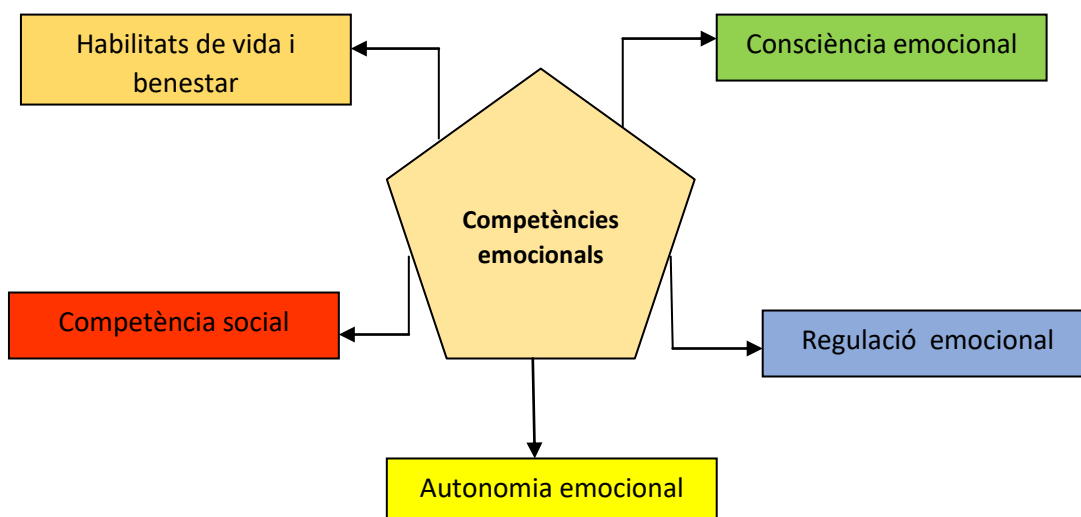 Habilitats de vida i
benestar
Consciència emocional
Competències
emocionals
Competència social
Regulació emocional
Autonomia emocional